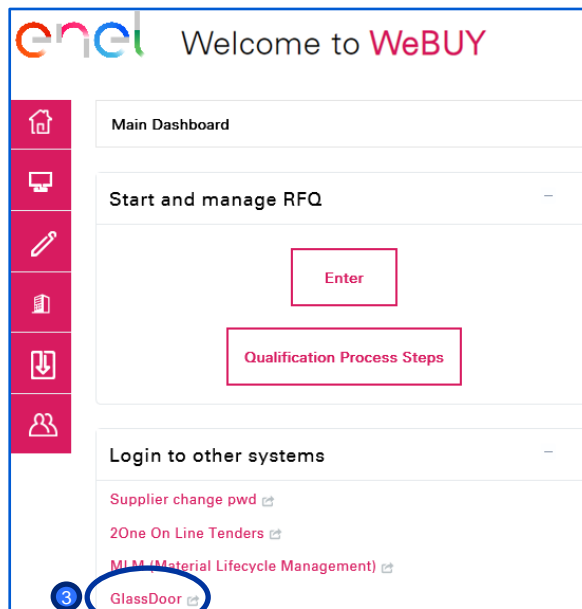 enel Welcome to WeBUY
Main Dashboard
Start and manage RFQ
Enter
Qualification Process Steps
Login to other systems
Supplier change pwd
2One On Line Tenders
MLM (Material Lifecycle Management)
3 GlassDoor